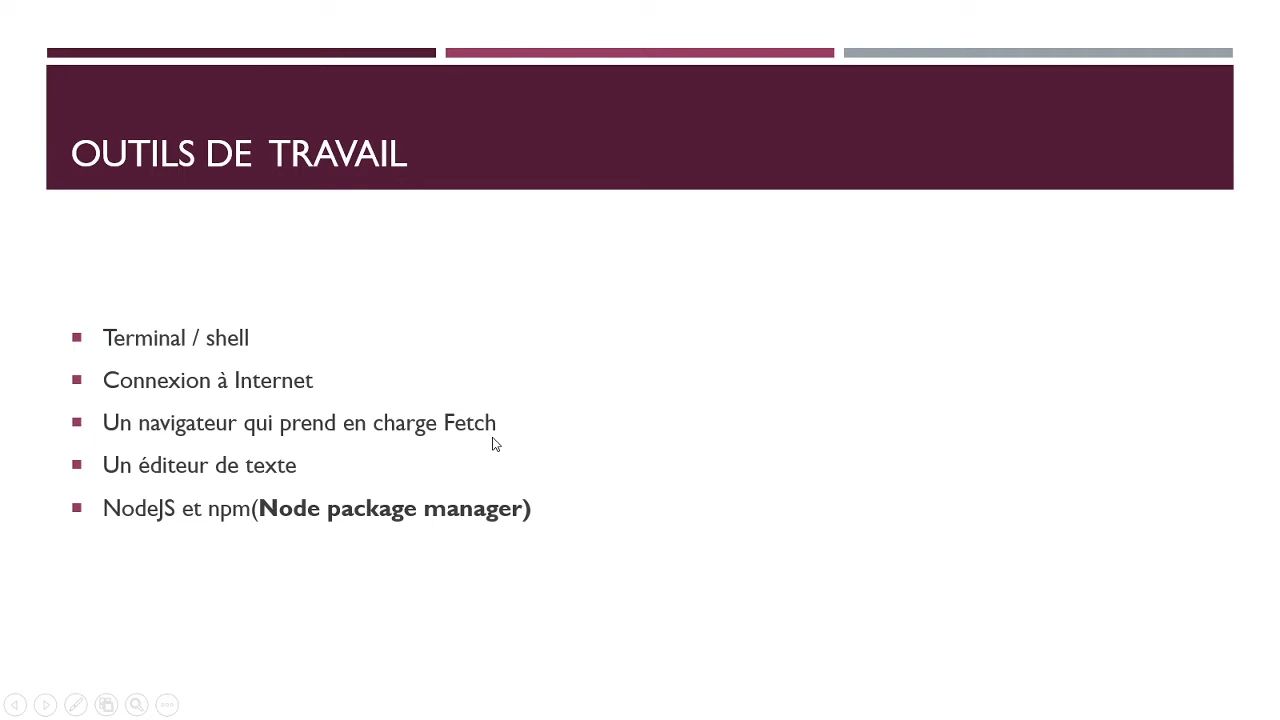 OUTILS DE TRAVAIL
Terminal / shell
Connexion à Internet
Un navigateur qui prend en charge Fetch
Un éditeur de texte
NodeJS et npm(Node package manager)